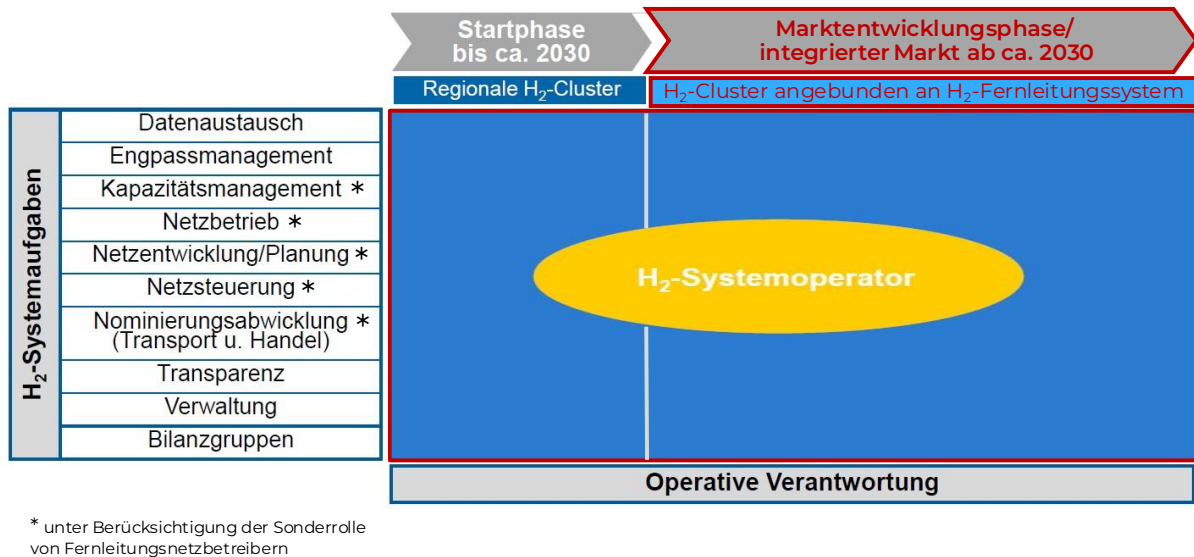 Startphase
bis ca. 2030
Marktentwicklungsphase/
integrierter Markt ab ca. 2030
Regionale H₂-Cluster
H₂-Cluster angebunden an H₂-Fernleitungssystem
H₂-Systemaufgaben
Datenaustausch
Engpassmanagement
Kapazitätsmanagement *
Netzbetrieb *
Netzentwicklung/Planung *
Netzsteuerung *
Nominierungsabwicklung *
(Transport u. Handel)
Transparenz
Verwaltung
Bilanzgruppen
H₂-Systemoperator
Operative Verantwortung
* unter Berücksichtigung der Sonderrolle
von Fernleitungsnetzbetreibern